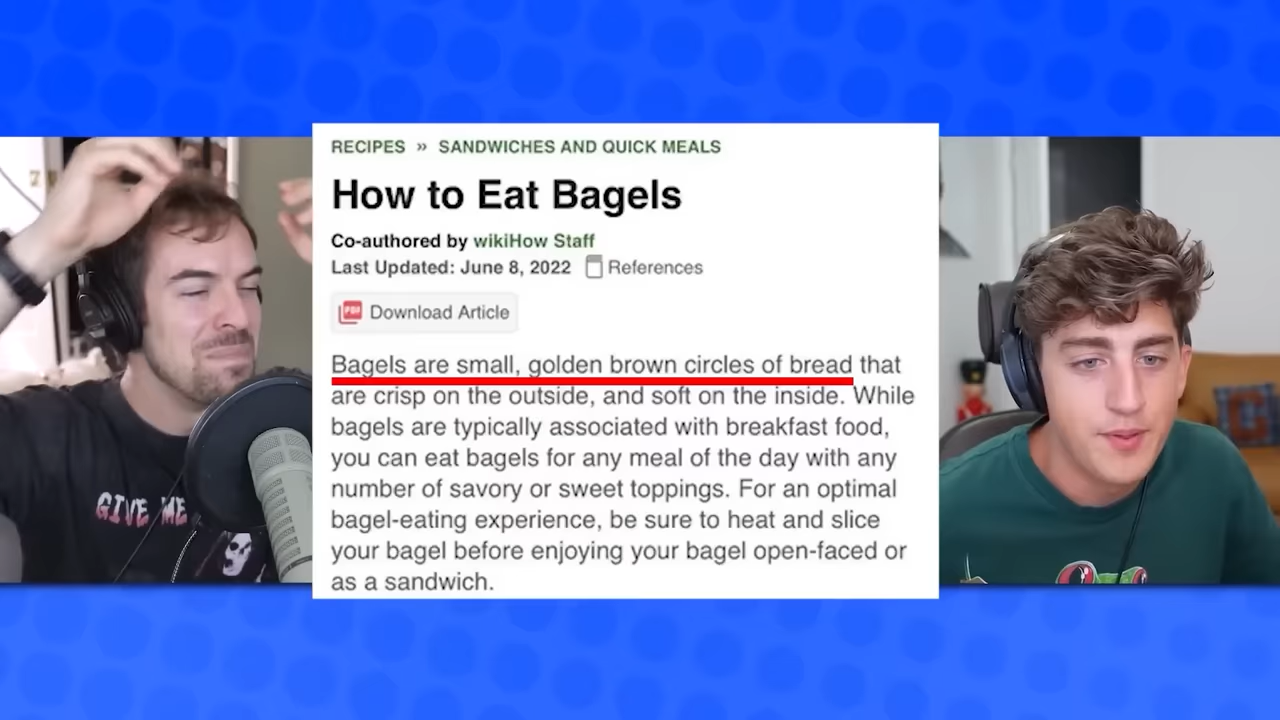 RECIPES » SANDWICHES AND QUICK MEALS
How to Eat Bagels
Co-authored by wikiHow Staff
Last Updated: June 8, 2022 References
PDF Download Article
Bagels are small, golden brown circles of bread that
are crisp on the outside, and soft on the inside. While
bagels are typically associated with breakfast food,
you can eat bagels for any meal of the day with any
number of savory or sweet toppings. For an optimal
bagel-eating experience, be sure to heat and slice
your bagel before enjoying your bagel open-faced or
as a sandwich.
GIVE ME